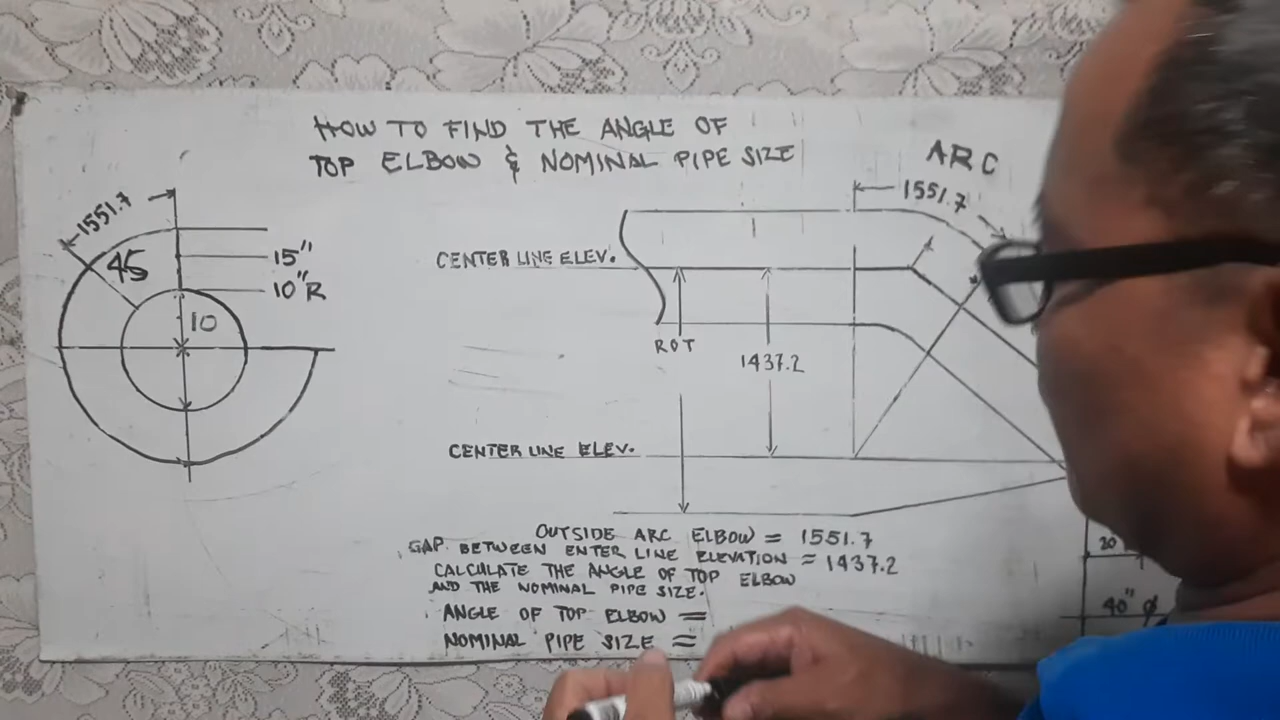 HOW TO FIND THE ANGLE OF
TOP ELBOW & NOMINAL PIPE SIZE
ARC
1551.7
1551.7
45
15"
10"R
10
CENTER LINE ELEV.
ROT
1437.2
CENTER LINE ELEV.
OUTSIDE ARC ELBOW = 1551.7
GAP BETWEEN ENTER LINE ELEVATION = 1437.2
CALCULATE THE ANGLE OF TOP ELBOW
AND THE NOMINAL PIPE SIZE.
ANGLE OF TOP ELBOW =
NOMINAL PIPE SIZE =
20
40" φ